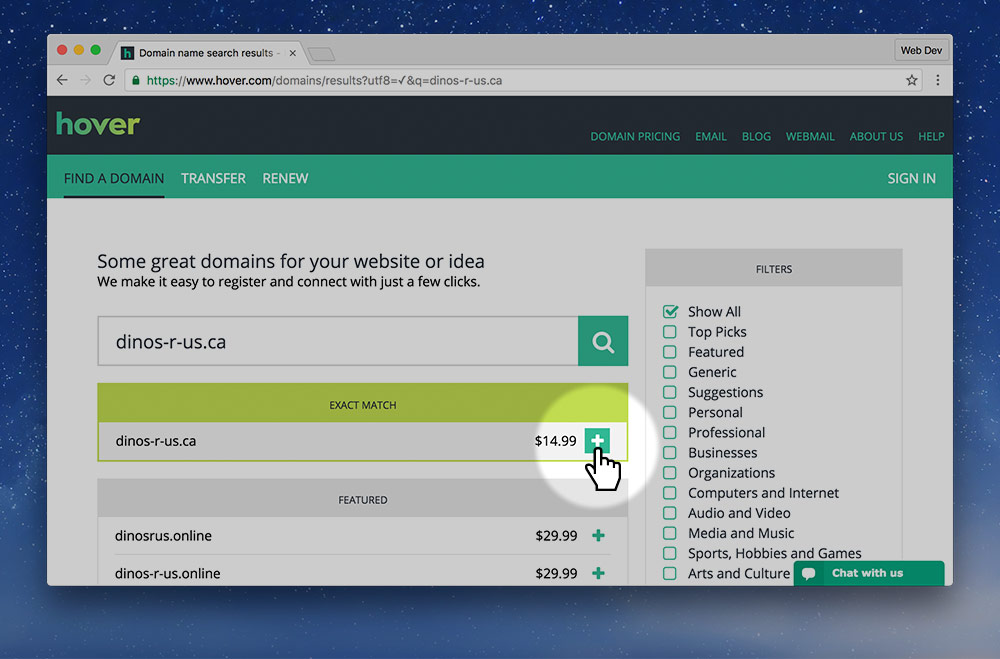 Domain name search results -
Web Dev
https://www.hover.com/domains/results?utf8=✓&q=dinos-r-us.ca
hover
DOMAIN PRICING EMAIL BLOG WEBMAIL ABOUT US HELP
FIND A DOMAIN TRANSFER RENEW SIGN IN
Some great domains for your website or idea
We make it easy to register and connect with just a few clicks.
dinos-r-us.ca
EXACT MATCH
dinos-r-us.ca $14.99
FEATURED
dinosrus.online $29.99
dinos-r-us.online $29.99
FILTERS
Show All
Top Picks
Featured
Generic
Suggestions
Personal
Professional
Businesses
Organizations
Computers and Internet
Audio and Video
Media and Music
Sports, Hobbies and Games
Arts and Culture
Chat with us